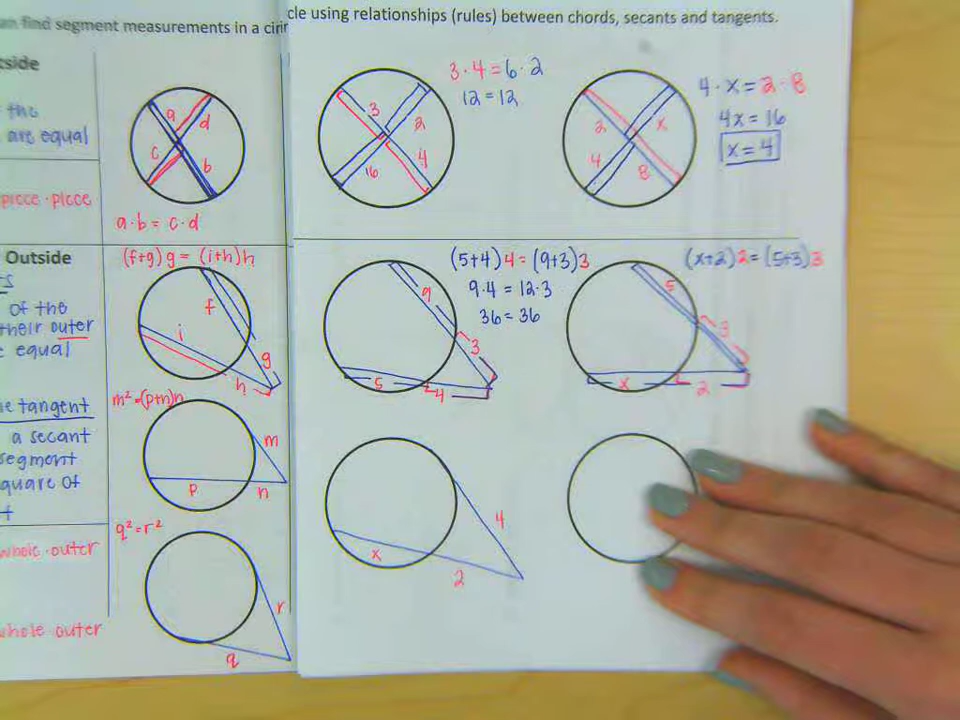 an find segment measurements in a cir
cle using relationships (rules) between chords, secants and tangents.
tside
the
are equal
piece · piece
a
d
c
b
a·b = c·d
3
2
16
4
3·4 = 6·2
12 = 12
2
x
4
8
4·x = 2·8
4x = 16
x = 4
Outside
of the
their outer
equal
(f+g)g = (i+h)h
f
i
g
h
9
3
5
4
(5+4)4 = (9+3)3
9·4 = 12·3
36 = 36
5
3
x
2
(x+2)2 = (5+3)3
e tangent
a secant
segment
quare of
m² = (p+n)n
m
p
n
x
2
4
whole · outer
q² = r²
r
q
whole outer